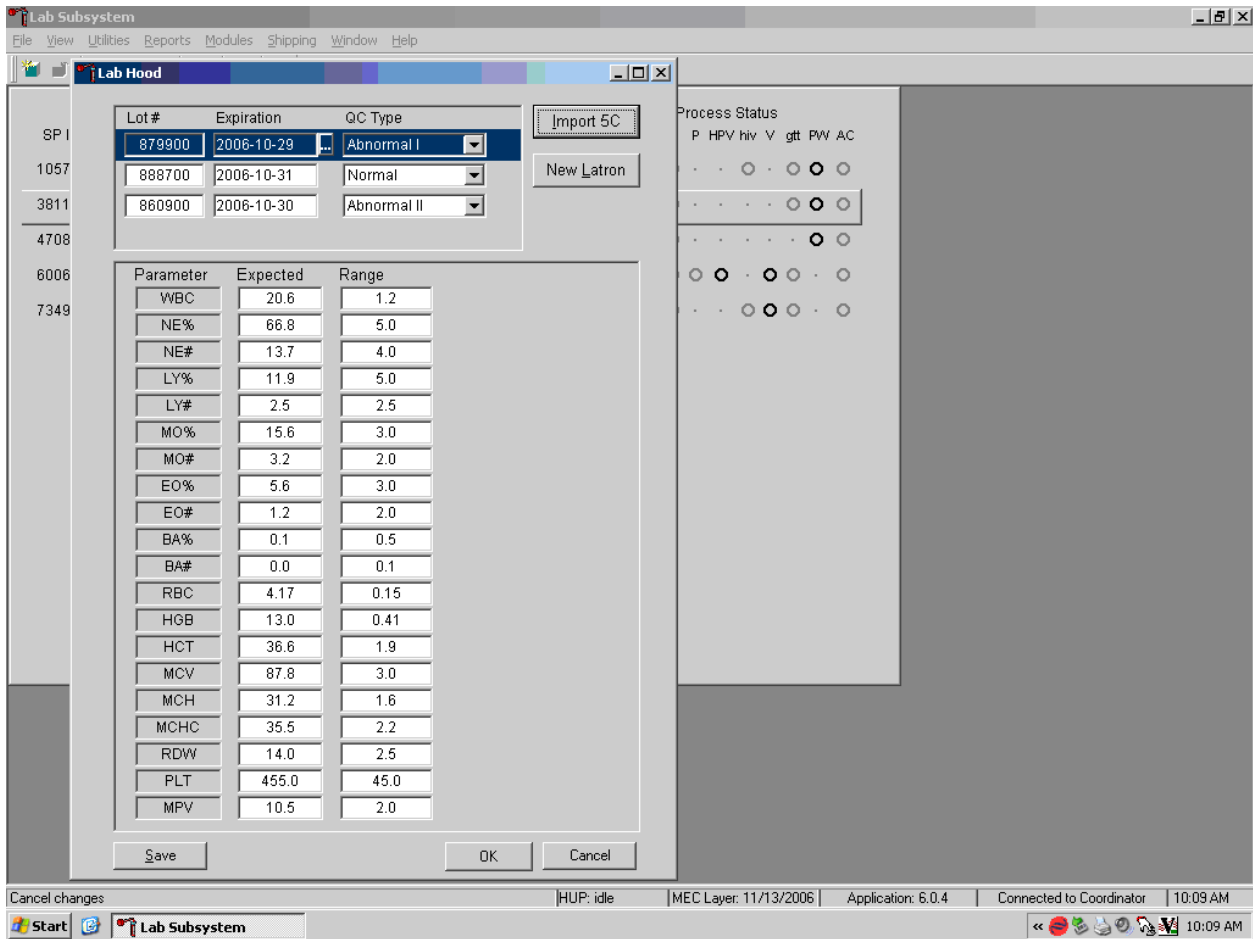 Lab Subsystem
File View Utilities Reports Modules Shipping Window Help
Lab Hood
Lot # Expiration QC Type
879900 2006-10-29 ... Abnormal I
888700 2006-10-31 Normal
860900 2006-10-30 Abnormal II
Import 5C
New Latron
Parameter Expected Range
WBC 20.6 1.2
NE% 66.8 5.0
NE# 13.7 4.0
LY% 11.9 5.0
LY# 2.5 2.5
MO% 15.6 3.0
MO# 3.2 2.0
EO% 5.6 3.0
EO# 1.2 2.0
BA% 0.1 0.5
BA# 0.0 0.1
RBC 4.17 0.15
HGB 13.0 0.41
HCT 36.6 1.9
MCV 87.8 3.0
MCH 31.2 1.6
MCHC 35.5 2.2
RDW 14.0 2.5
PLT 455.0 45.0
MPV 10.5 2.0
Save OK Cancel
SP I
1057
3811
4708
6006
7349
Process Status
P HPV hiv V gtt PW AC
Cancel changes HUP: idle MEC Layer: 11/13/2006 Application: 6.0.4 Connected to Coordinator 10:09 AM
Start Lab Subsystem « 10:09 AM